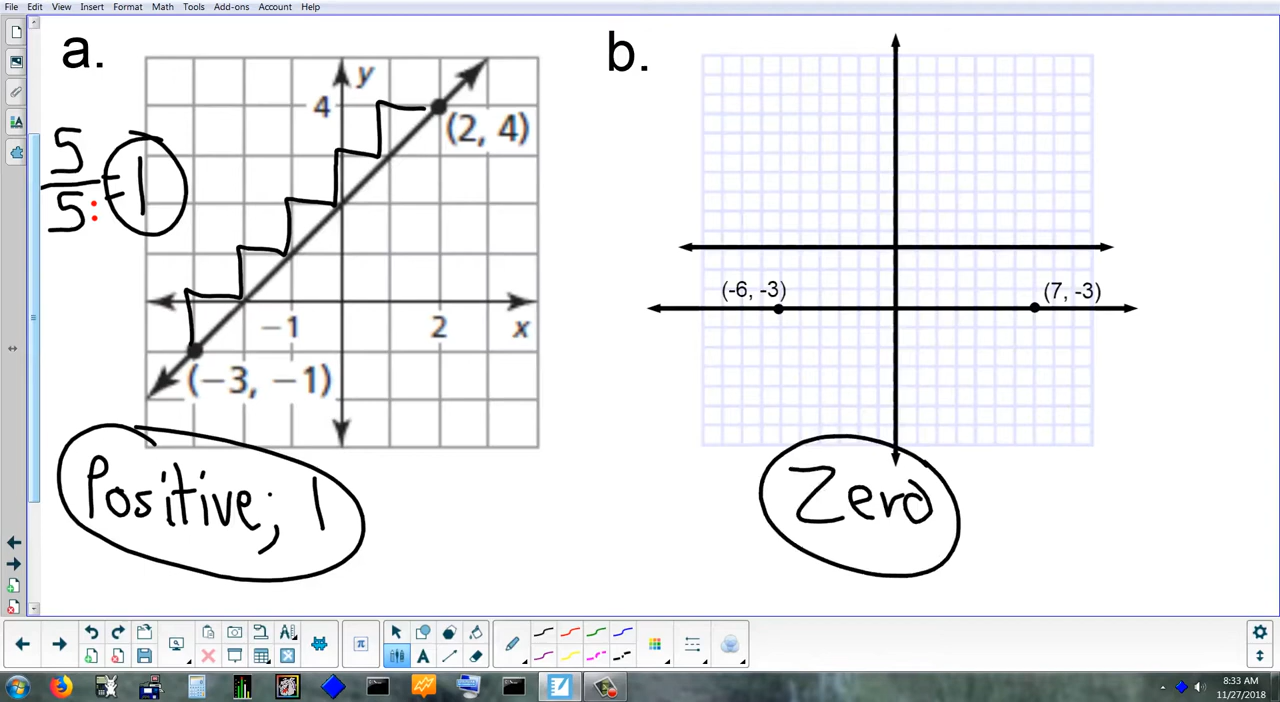 File Edit View Insert Format Math Tools Add-ons Account Help
a.
y
4
(2, 4)
5
5
=1
−1
2
x
(−3, −1)
Positive; 1
b.
(-6, -3)
(7, -3)
Zero
π
A
8:33 AM
11/27/2018